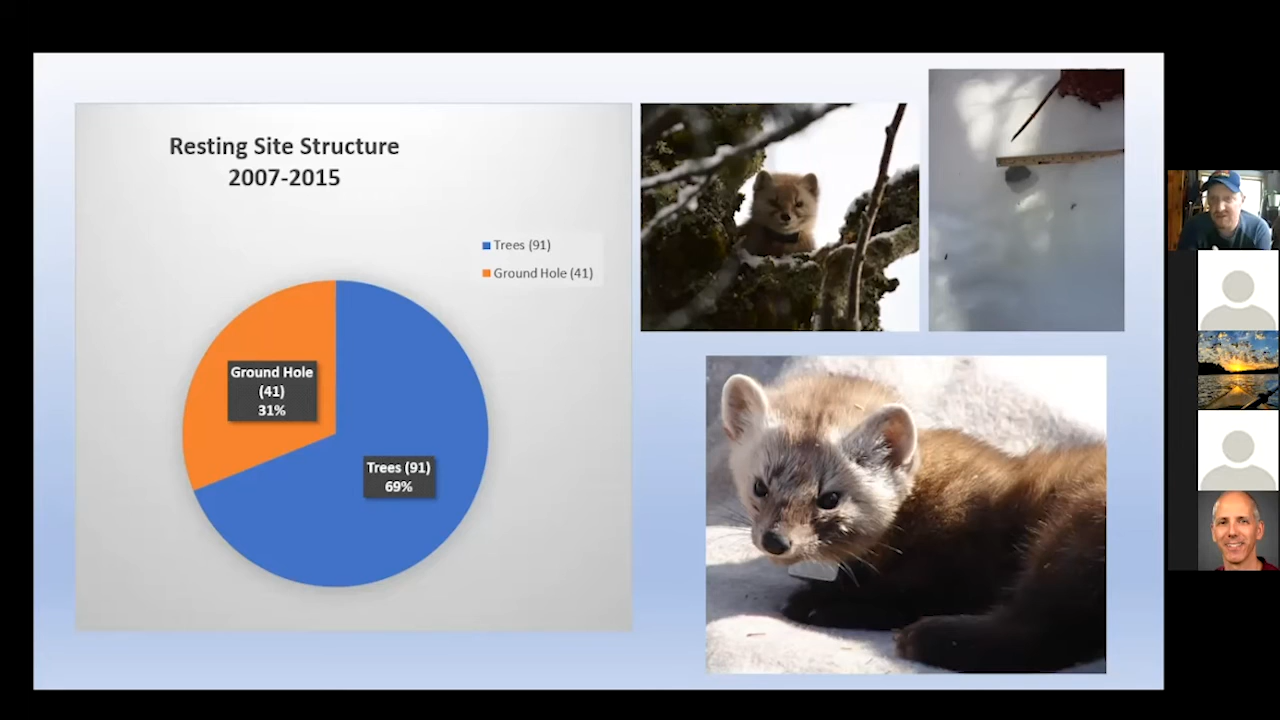 Resting Site Structure
2007-2015
Trees (91)
Ground Hole (41)
Ground Hole
(41)
31%
Trees (91)
69%